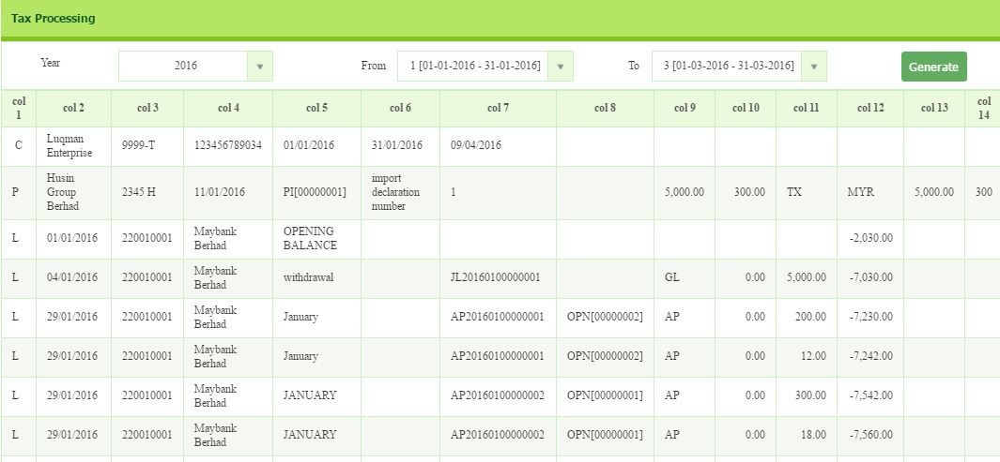 Tax Processing
Year 2016 From 1 [01-01-2016 - 31-01-2016] To 3 [01-03-2016 - 31-03-2016] Generate
col 1 col 2 col 3 col 4 col 5 col 6 col 7 col 8 col 9 col 10 col 11 col 12 col 13 col 14
C Luqman Enterprise 9999-T 123456789034 01/01/2016 31/01/2016 09/04/2016
P Husin Group Berhad 2345 H 11/01/2016 PI[00000001] import declaration number 1 5,000.00 300.00 TX MYR 5,000.00 300
L 01/01/2016 220010001 Maybank Berhad OPENING BALANCE -2,030.00
L 04/01/2016 220010001 Maybank Berhad withdrawal JL20160100000001 GL 0.00 5,000.00 -7,030.00
L 29/01/2016 220010001 Maybank Berhad January AP20160100000001 OPN[00000002] AP 0.00 200.00 -7,230.00
L 29/01/2016 220010001 Maybank Berhad January AP20160100000001 OPN[00000002] AP 0.00 12.00 -7,242.00
L 29/01/2016 220010001 Maybank Berhad JANUARY AP20160100000002 OPN[00000001] AP 0.00 300.00 -7,542.00
L 29/01/2016 220010001 Maybank Berhad JANUARY AP20160100000002 OPN[00000001] AP 0.00 18.00 -7,560.00